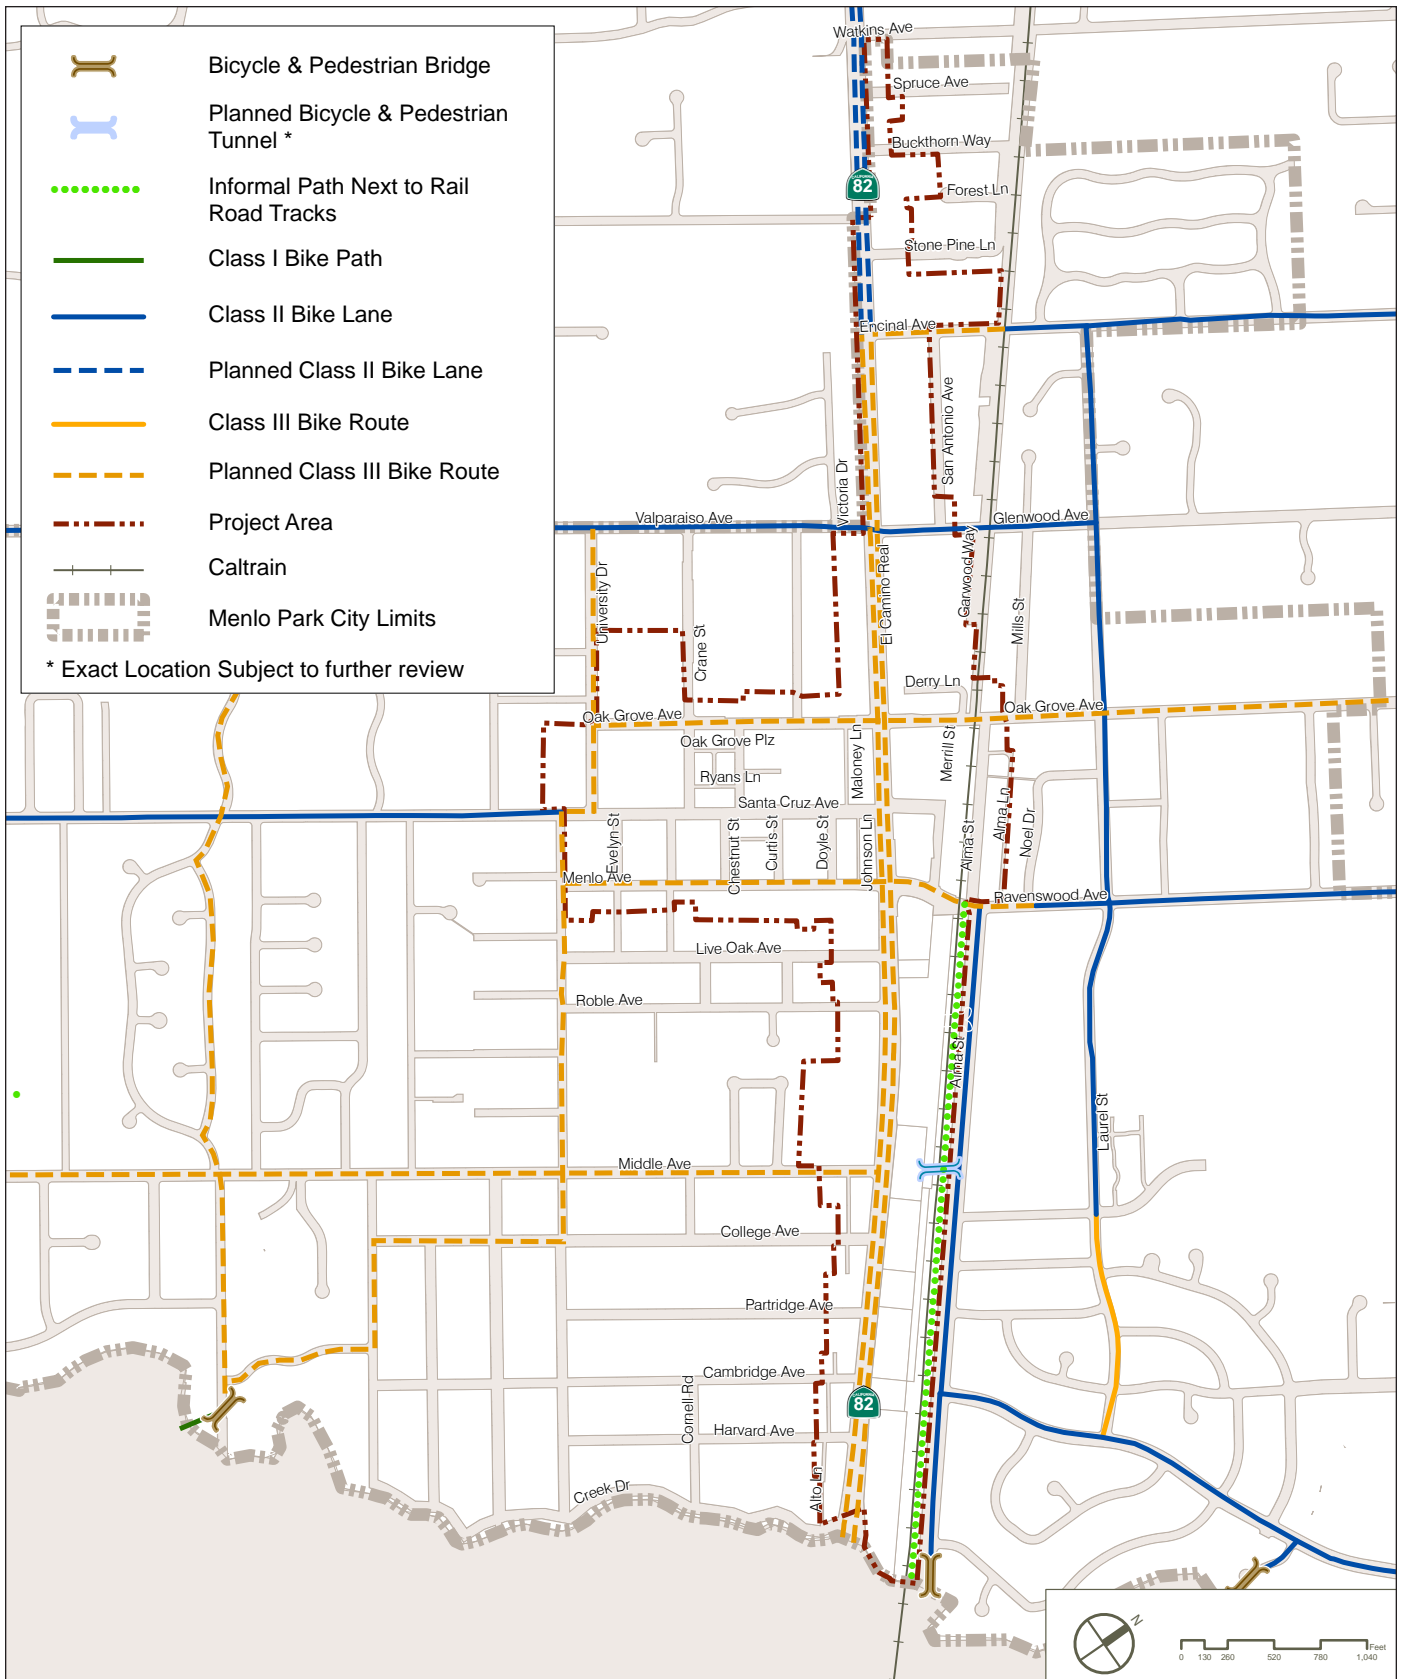 Bicycle & Pedestrian Bridge
Planned Bicycle & Pedestrian
Tunnel *
Informal Path Next to Rail
Road Tracks
Class I Bike Path
Class II Bike Lane
Planned Class II Bike Lane
Class III Bike Route
Planned Class III Bike Route
Project Area
Caltrain
Menlo Park City Limits
* Exact Location Subject to further review
Watkins Ave
Spruce Ave
Buckthorn Way
CALIFORNIA
82
Forest Ln
Stone Pine Ln
Encinal Ave
San Antonio Ave
Victoria Dr
Valparaiso Ave
Glenwood Ave
University Dr
El Camino Real
Garwood Way
Mills St
Crane St
Derry Ln
Oak Grove Ave
Oak Grove Ave
Oak Grove Plz
Maloney Ln
Merrill St
Ryans Ln
Santa Cruz Ave
Evelyn St
Chestnut St
Curtis St
Doyle St
Johnson Ln
Alma St
Alma Ln
Noel Dr
Menlo Ave
Ravenswood Ave
Live Oak Ave
Roble Ave
Alma St
Laurel St
Middle Ave
College Ave
Partridge Ave
Cambridge Ave
CALIFORNIA
82
Cornell Rd
Harvard Ave
Alto Ln
Creek Dr
N
Feet
0 130 260 520 780 1,040